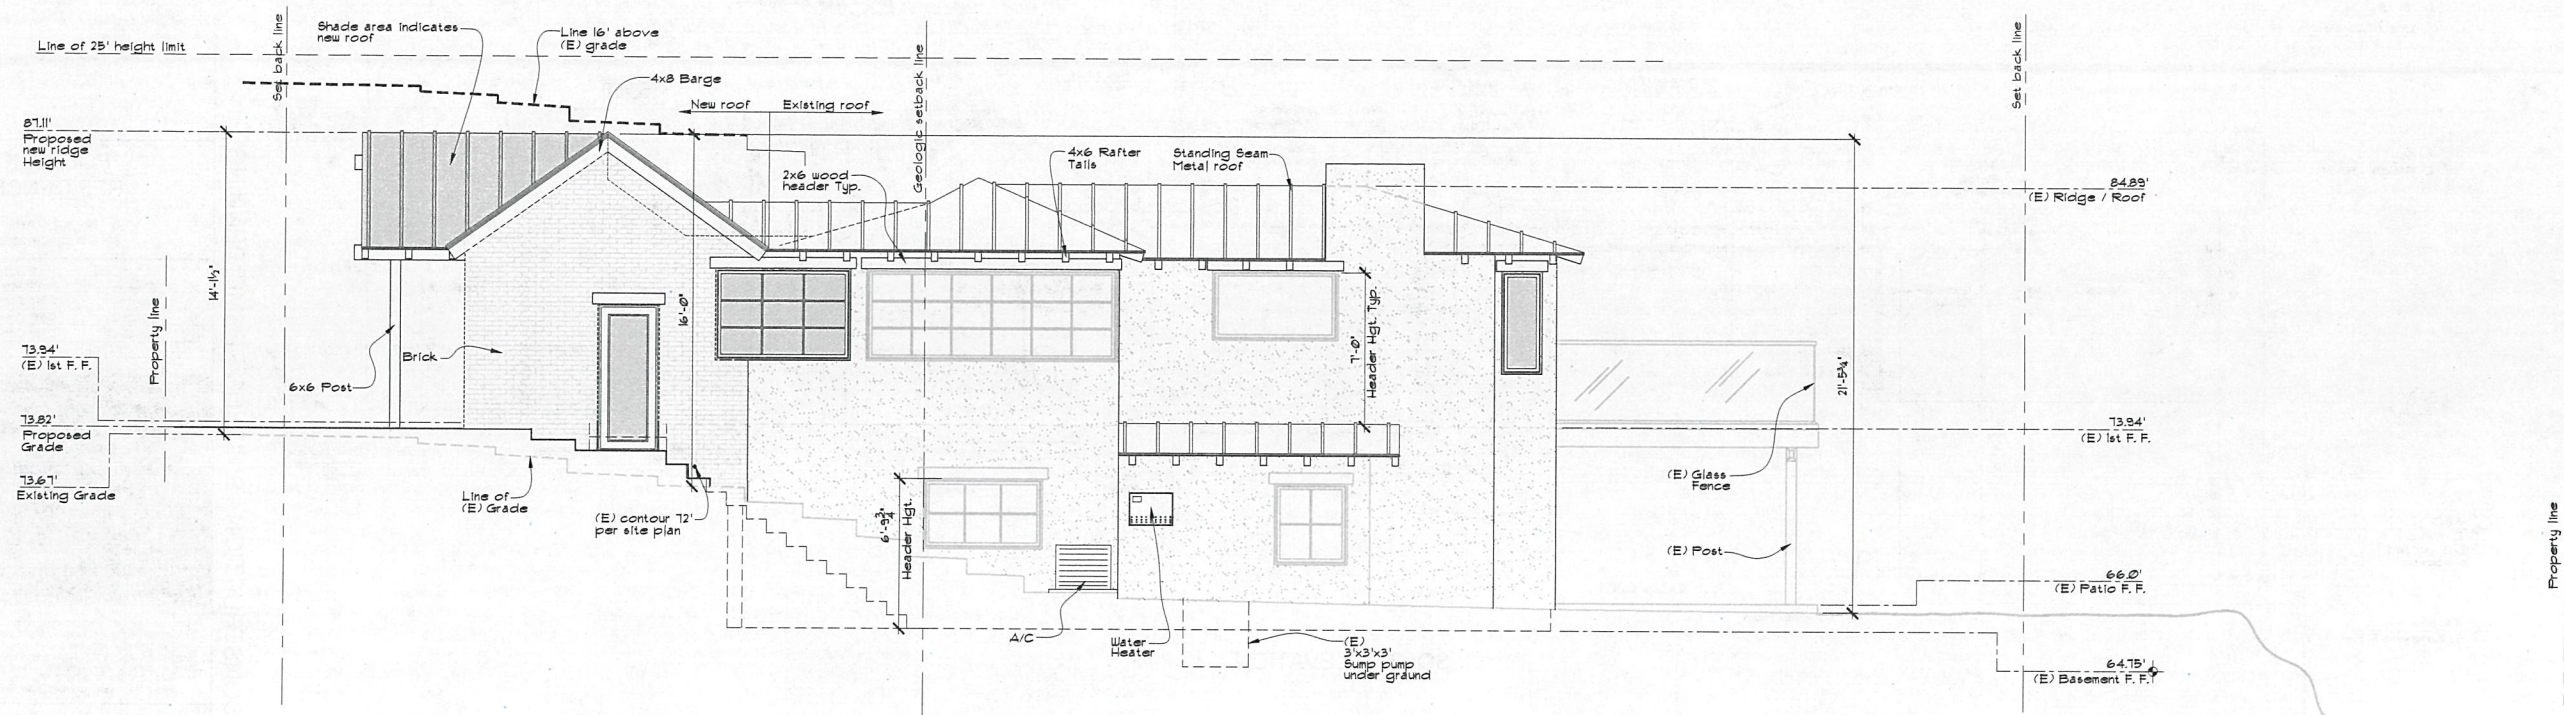 Line of 25' height limit
Set back line
Shade area indicates
new roof
Line 16' above
(E) grade
4x8 Barge
New roof
Existing roof
Geologic setback line
Set back line
87.11'
Proposed
new ridge
Height
2x6 wood
header Typ.
4x6 Rafter
Tails
Standing Seam
Metal roof
84.89'
(E) Ridge / Roof
14'-1½"
Property line
16'-0"
7'-0"
Header Hgt. Typ.
21'-5¾"
73.94'
(E) 1st F. F.
Brick
6x6 Post
73.82'
Proposed
Grade
73.67'
Existing Grade
Line of
(E) Grade
(E) contour 72'
per site plan
6'-9¾"
Header Hgt.
73.94'
(E) 1st F. F.
(E) Glass
Fence
(E) Post
66.0'
(E) Patio F. F.
A/C
Water
Heater
(E)
3'x3'x3'
Sump pump
under graund
64.75'
(E) Basement F. F.
Property line